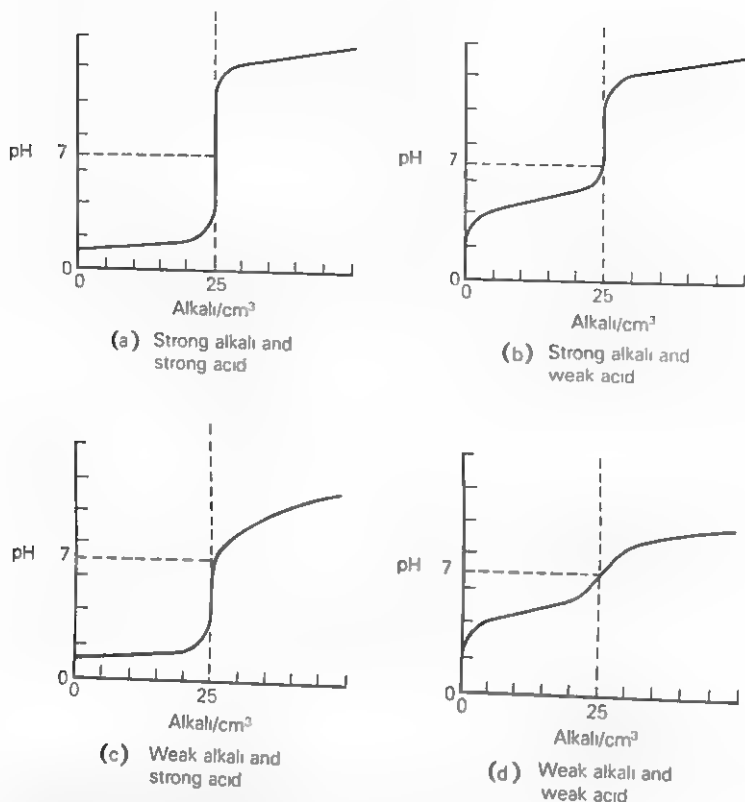 pH
7
0
0
25
Alkali/cm³
(a) Strong alkali and
strong acid
pH
7
0
0
25
Alkali/cm³
(b) Strong alkali and
weak acid
pH
7
0
0
25
Alkali/cm³
(c) Weak alkali and
strong acid
pH
7
0
0
25
Alkali/cm³
(d) Weak alkali and
weak acid